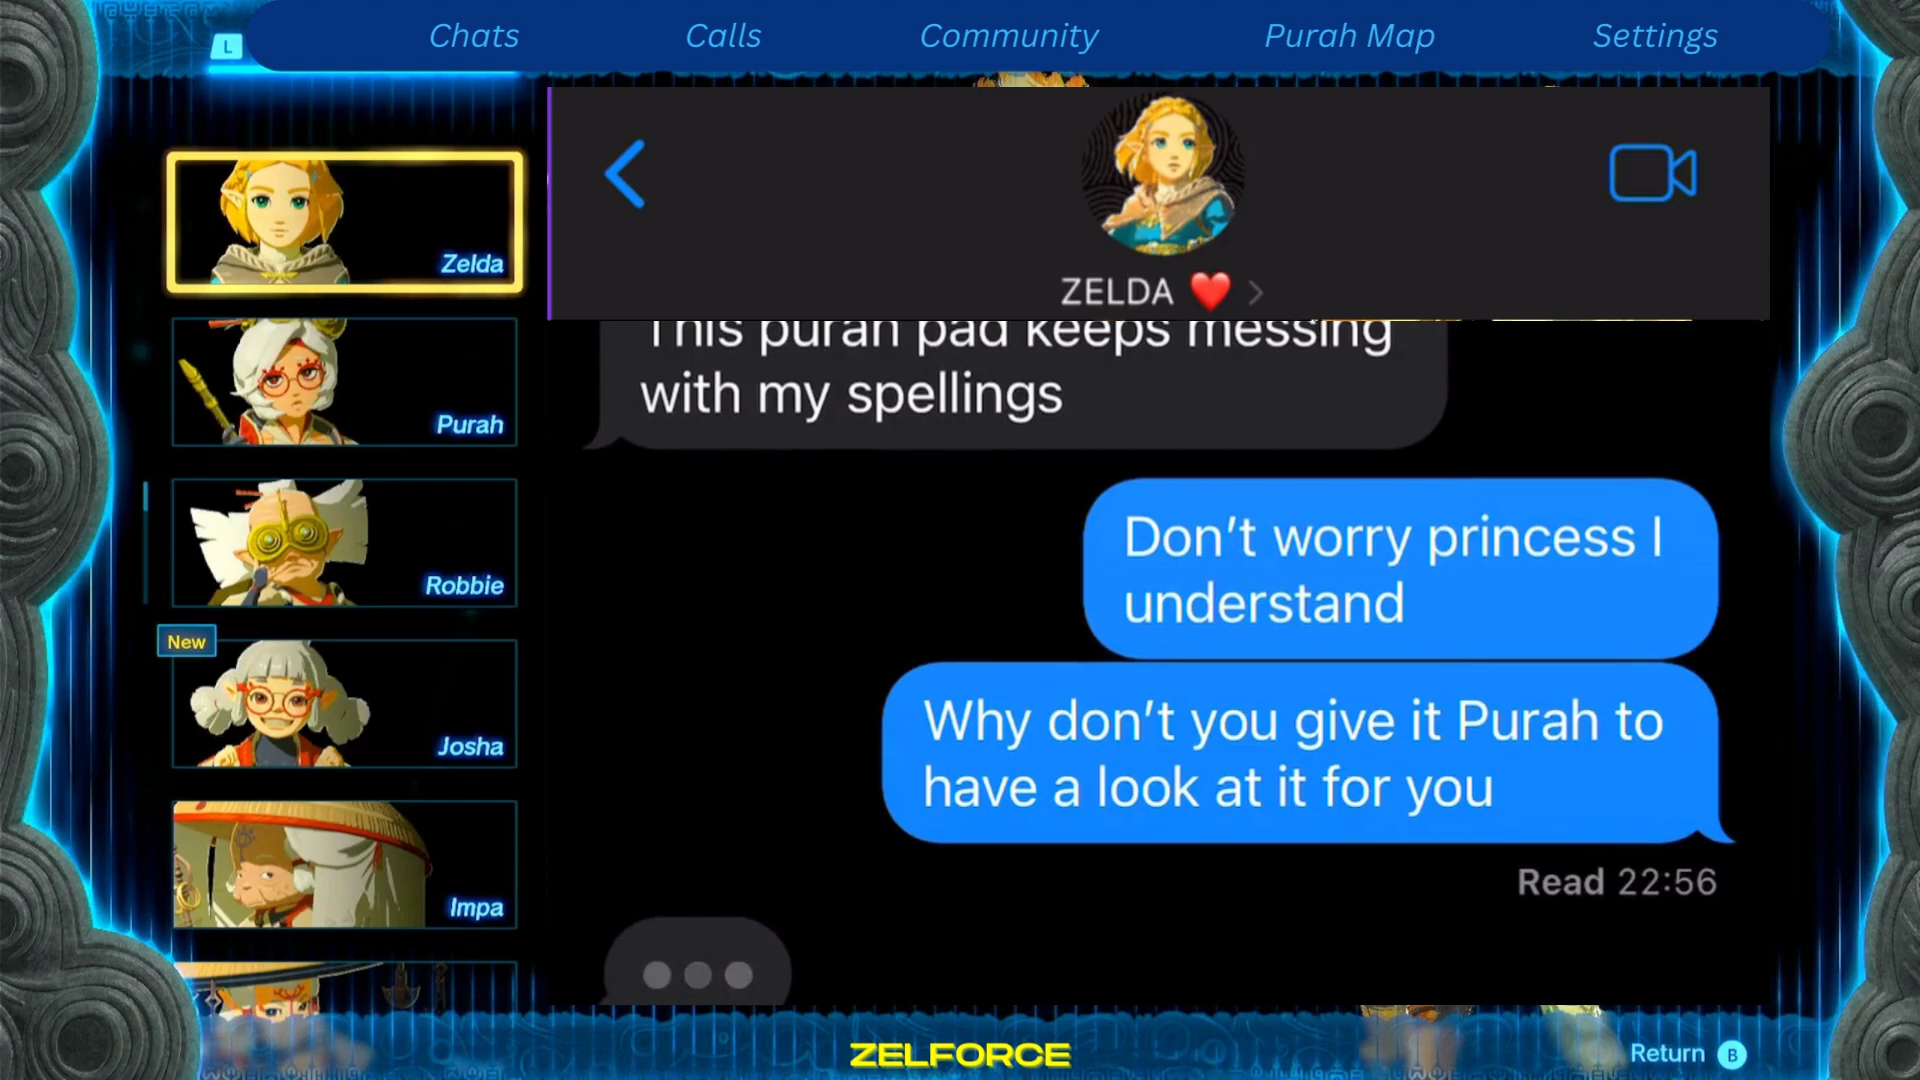 L
Chats
Calls
Community
Purah Map
Settings
Zelda
Purah
Robbie
New
Josha
Impa
ZELDA ❤️ >
This purah pad keeps messing
with my spellings
Don't worry princess I
understand
Why don't you give it Purah to
have a look at it for you
Read 22:56
ZELFORCE
Return B